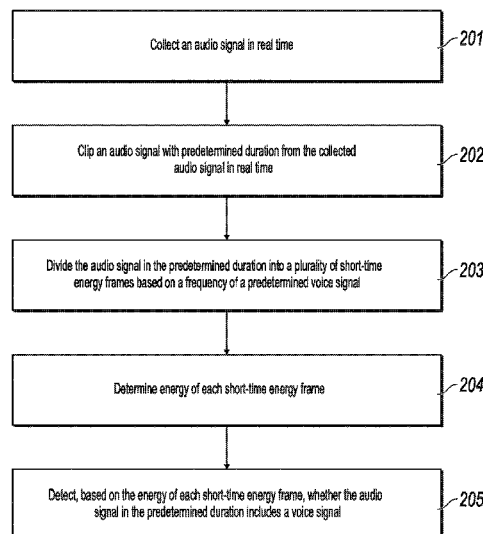 Collect an audio signal in real time
201
Clip an audio signal with predetermined duration from the collected
audio signal in real time
202
Divide the audio signal in the predetermined duration into a plurality of short-time
energy frames based on a frequency of a predetermined voice signal
203
Determine energy of each short-time energy frame
204
Detect, based on the energy of each short-time energy frame, whether the audio
signal in the predetermined duration includes a voice signal
205